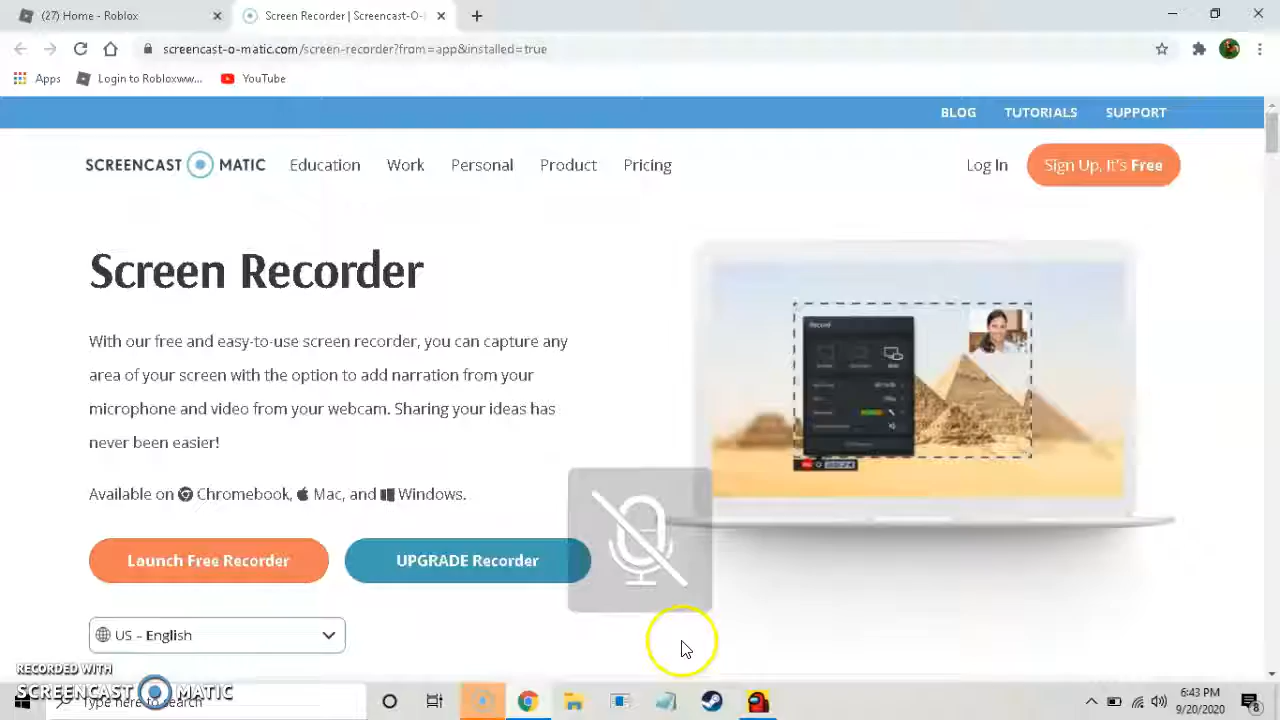 (27) Home - Roblox
Screen Recorder | Screencast-O-
screencast-o-matic.com/screen-recorder?from=app&installed=true
Apps
Login to Robloxww...
YouTube
BLOG TUTORIALS SUPPORT
SCREENCAST MATIC Education Work Personal Product Pricing Log In Sign Up, It's Free
Screen Recorder
With our free and easy-to-use screen recorder, you can capture any
area of your screen with the option to add narration from your
microphone and video from your webcam. Sharing your ideas has
never been easier!
Available on Chromebook, Mac, and Windows.
Launch Free Recorder UPGRADE Recorder
US - English
RECORDED WITH
SCREENCAST MATIC
Type here to search
6:43 PM
9/20/2020
8
Record